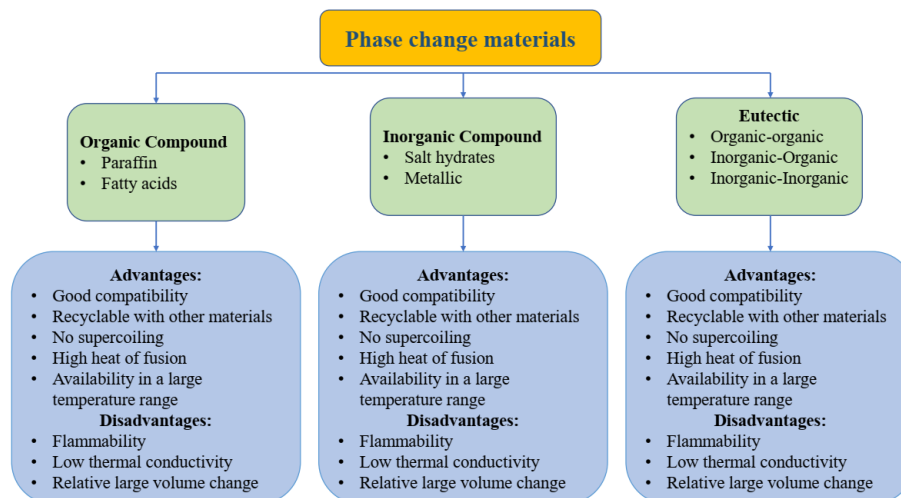 Phase change materials
Organic Compound
• Paraffin
• Fatty acids
Inorganic Compound
• Salt hydrates
• Metallic
Eutectic
• Organic-organic
• Inorganic-Organic
• Inorganic-Inorganic
Advantages:
• Good compatibility
• Recyclable with other materials
• No supercoiling
• High heat of fusion
• Availability in a large
temperature range
Disadvantages:
• Flammability
• Low thermal conductivity
• Relative large volume change
Advantages:
• Good compatibility
• Recyclable with other materials
• No supercoiling
• High heat of fusion
• Availability in a large
temperature range
Disadvantages:
• Flammability
• Low thermal conductivity
• Relative large volume change
Advantages:
• Good compatibility
• Recyclable with other materials
• No supercoiling
• High heat of fusion
• Availability in a large
temperature range
Disadvantages:
• Flammability
• Low thermal conductivity
• Relative large volume change